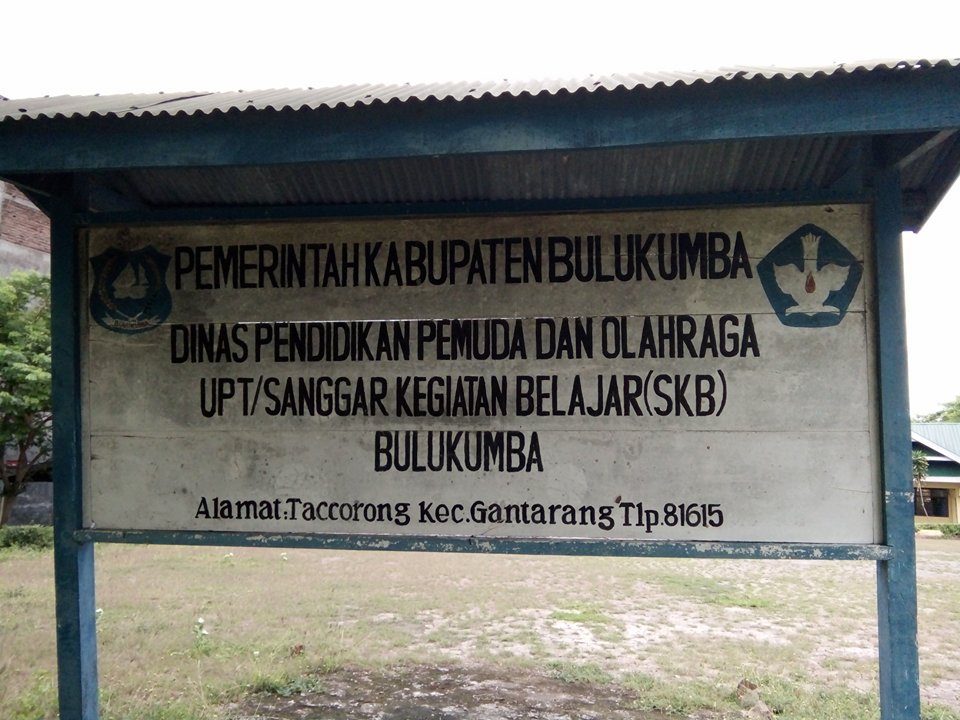 PEMERINTAH KABUPATEN BULUKUMBA
DINAS PENDIDIKAN PEMUDA DAN OLAHRAGA
UPT/SANGGAR KEGIATAN BELAJAR(SKB)
BULUKUMBA
Alamat.Taccorong Kec.Gantarang Tlp.81615